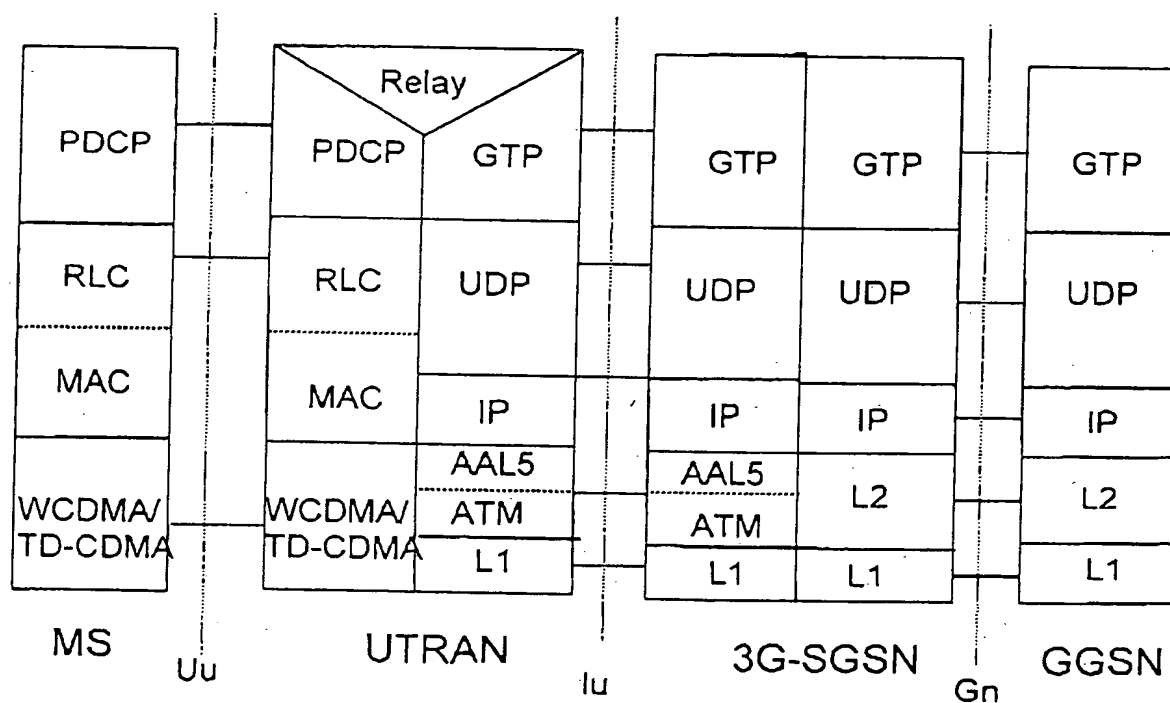 Relay
PDCP
PDCP
GTP
GTP
GTP
GTP
RLC
RLC
UDP
UDP
UDP
UDP
MAC
MAC
IP
IP
IP
IP
AAL5
AAL5
L2
L2
WCDMA/
TD-CDMA
WCDMA/
TD-CDMA
ATM
ATM
L1
L1
L1
L1
MS
Uu
UTRAN
Iu
3G-SGSN
Gn
GGSN